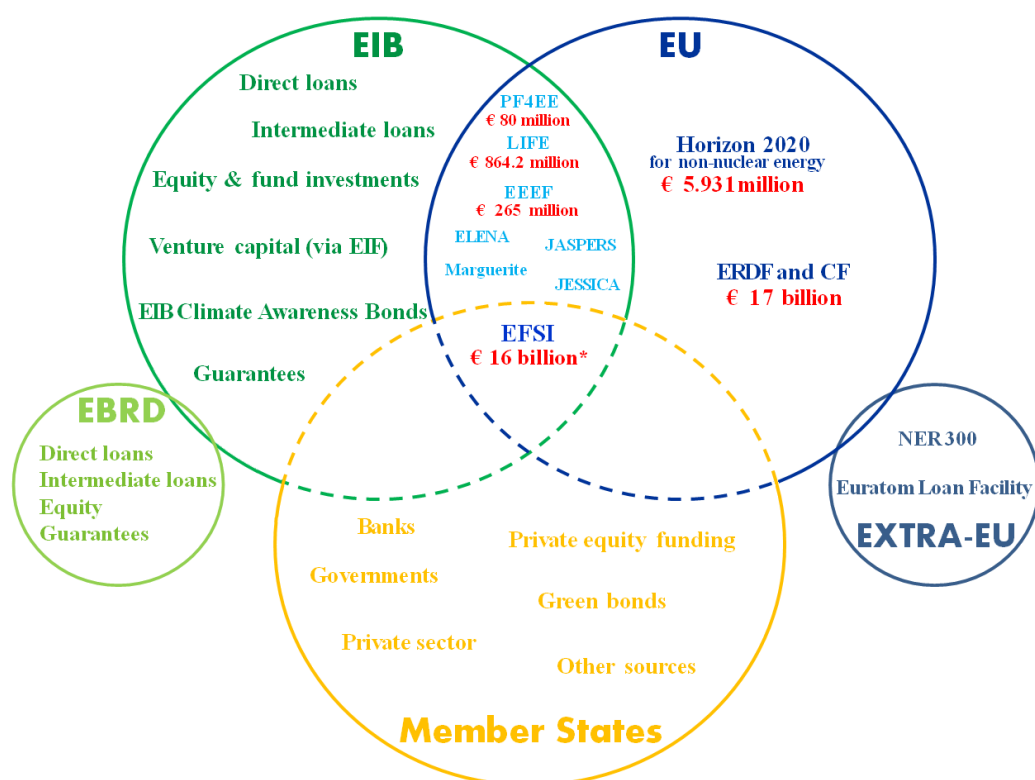 EIB
Direct loans
Intermediate loans
Equity & fund investments
Venture capital (via EIF)
EIB Climate Awareness Bonds
Guarantees
EU
PF4EE
€ 80 million
LIFE
€ 864.2 million
EEEF
€ 265 million
ELENA
JASPERS
Marguerite
JESSICA
Horizon 2020
for non-nuclear energy
€ 5.931million
ERDF and CF
€ 17 billion
EFSI
€ 16 billion*
EBRD
Direct loans
Intermediate loans
Equity
Guarantees
NER 300
Euratom Loan Facility
EXTRA-EU
Banks
Private equity funding
Governments
Green bonds
Private sector
Other sources
Member States